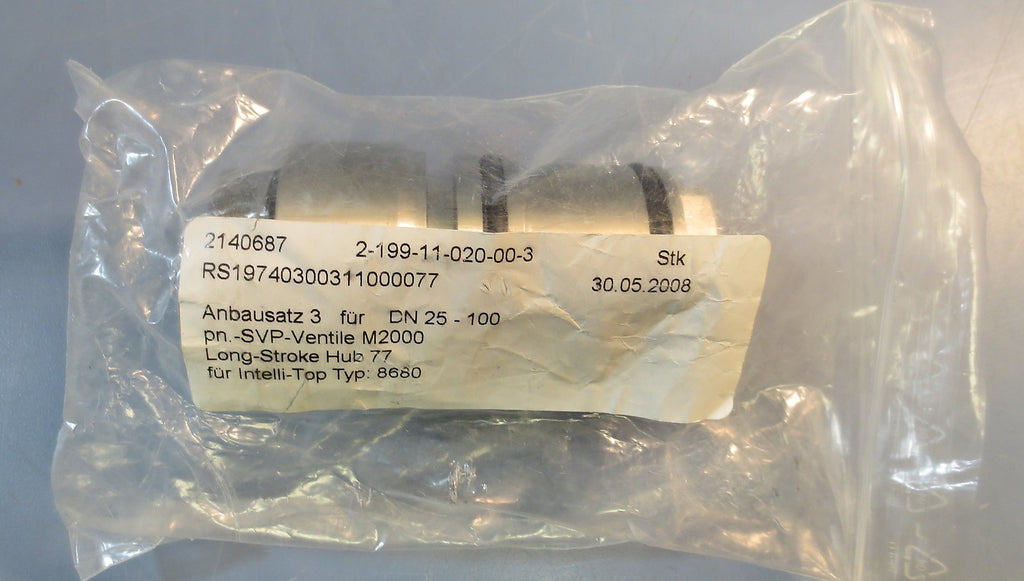 2140687 2-199-11-020-00-3 Stk
RS19740300311000077 30.05.2008
Anbausatz 3 für DN 25 - 100
pn.-SVP-Ventile M2000
Long-Stroke Hub 77
für Intelli-Top Typ: 8680